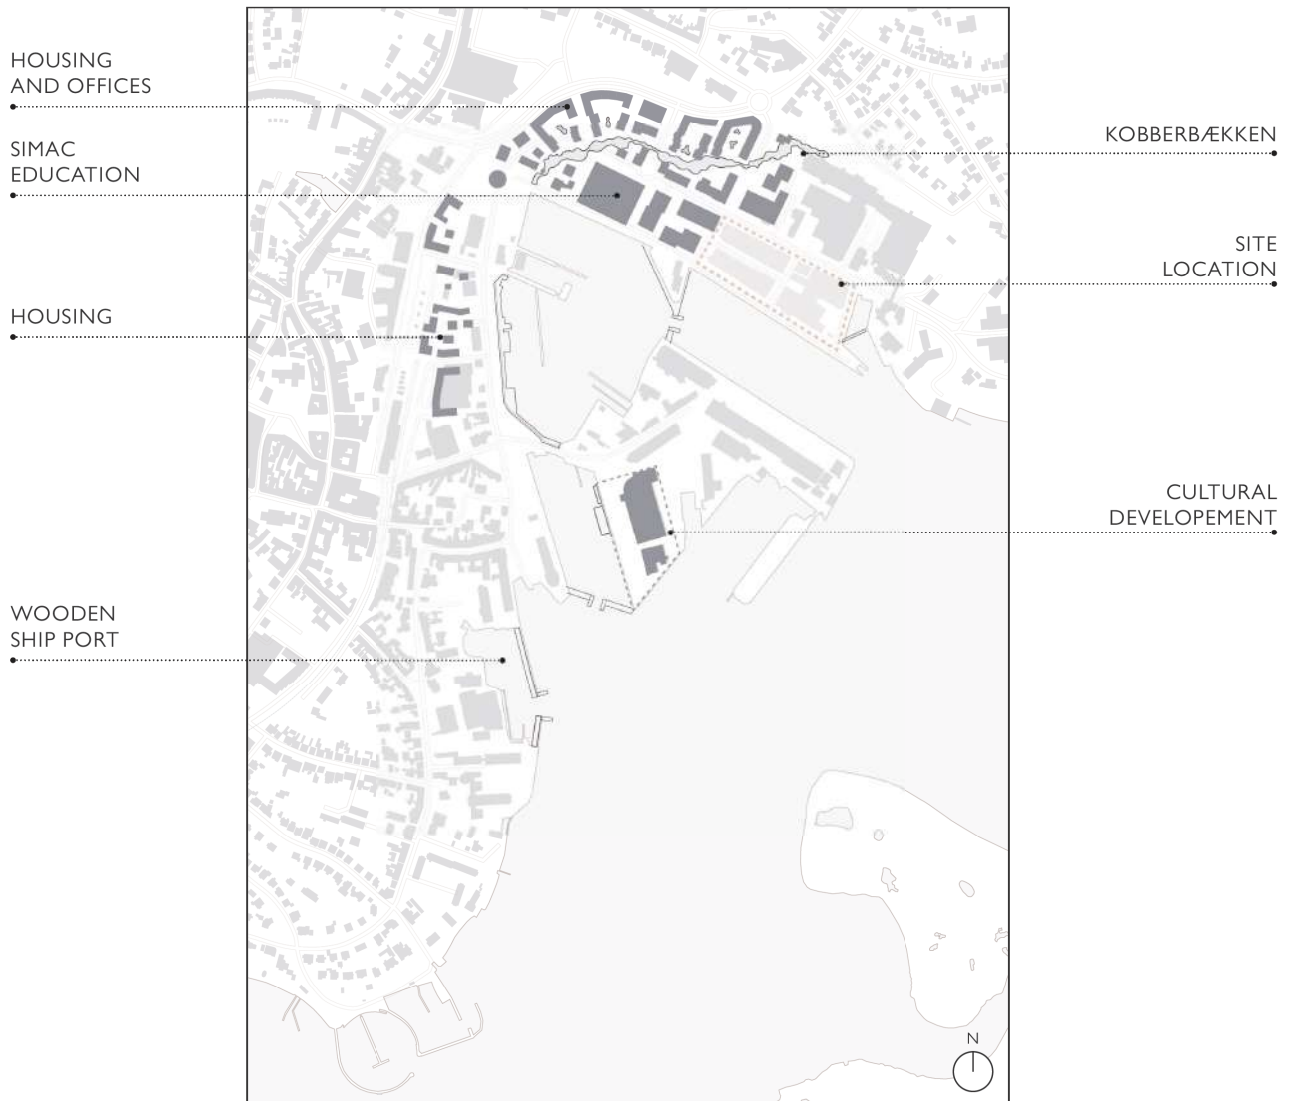 HOUSING
AND OFFICES
SIMAC
EDUCATION
HOUSING
WOODEN
SHIP PORT
KOBBERBÆKKEN
SITE
LOCATION
CULTURAL
DEVELOPEMENT
N